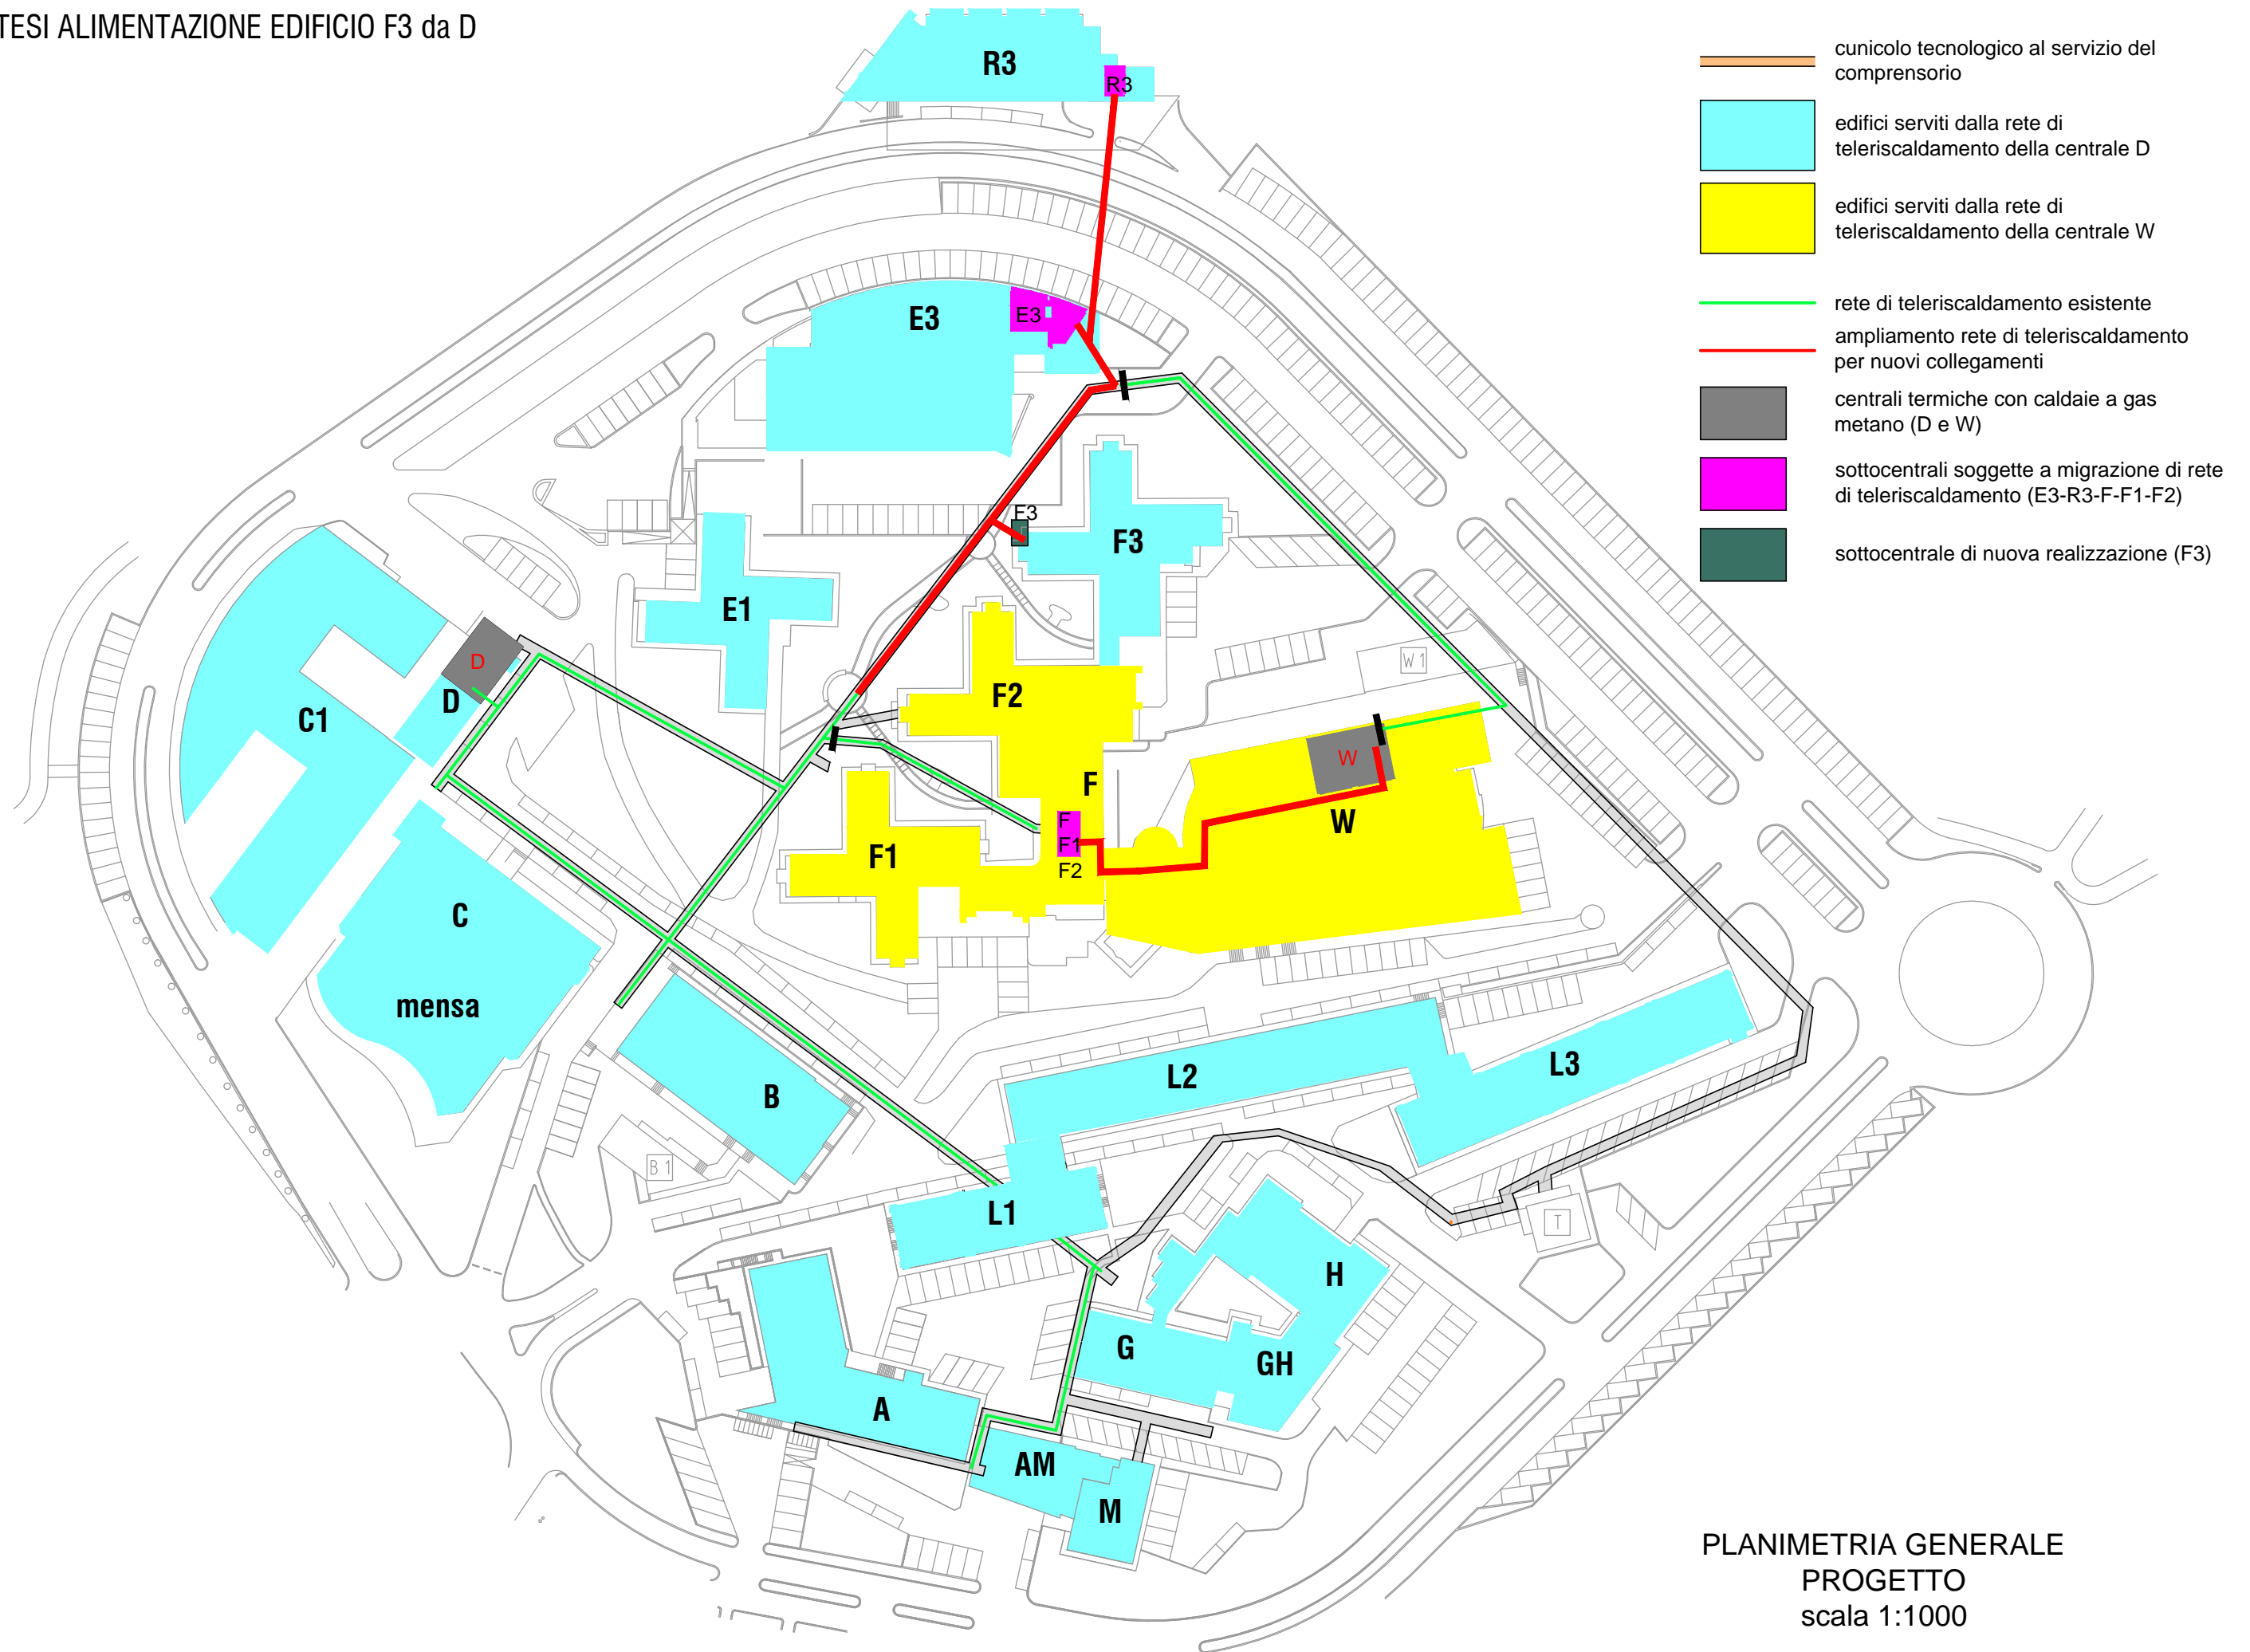 TESI ALIMENTAZIONE EDIFICIO F3 da D
R3
R3
cunicolo tecnologico al servizio del
comprensorio
edifici serviti dalla rete di
teleriscaldamento della centrale D
edifici serviti dalla rete di
teleriscaldamento della centrale W
rete di teleriscaldamento esistente
ampliamento rete di teleriscaldamento
per nuovi collegamenti
centrali termiche con caldaie a gas
metano (D e W)
sottocentrali soggette a migrazione di rete
di teleriscaldamento (E3-R3-F-F1-F2)
sottocentrale di nuova realizzazione (F3)
E3
E3
F3
F3
E1
D
D
C1
F2
W 1
W
W
F
F
F1
F2
F1
C
mensa
B
B 1
L2
L3
L1
T
H
G
GH
A
AM
M
PLANIMETRIA GENERALE
PROGETTO
scala 1:1000